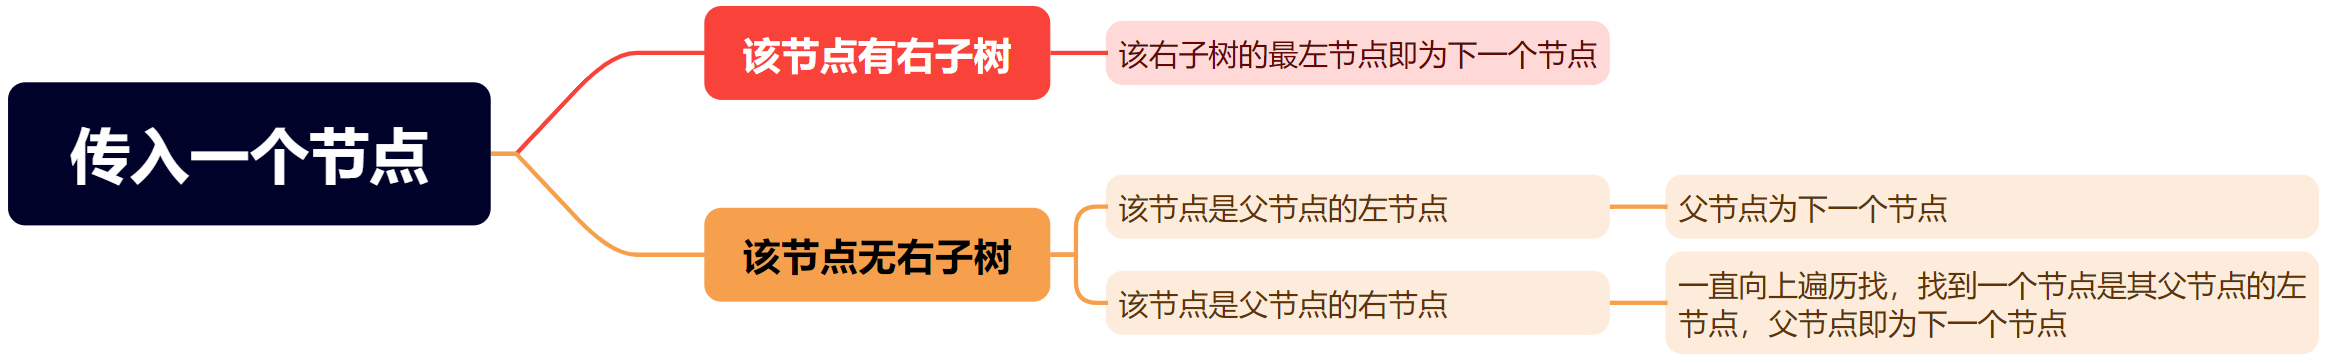 传入一个节点
该节点有右子树
该右子树的最左节点即为下一个节点
该节点无右子树
该节点是父节点的左节点
父节点为下一个节点
该节点是父节点的右节点
一直向上遍历找，找到一个节点是其父节点的左
节点，父节点即为下一个节点